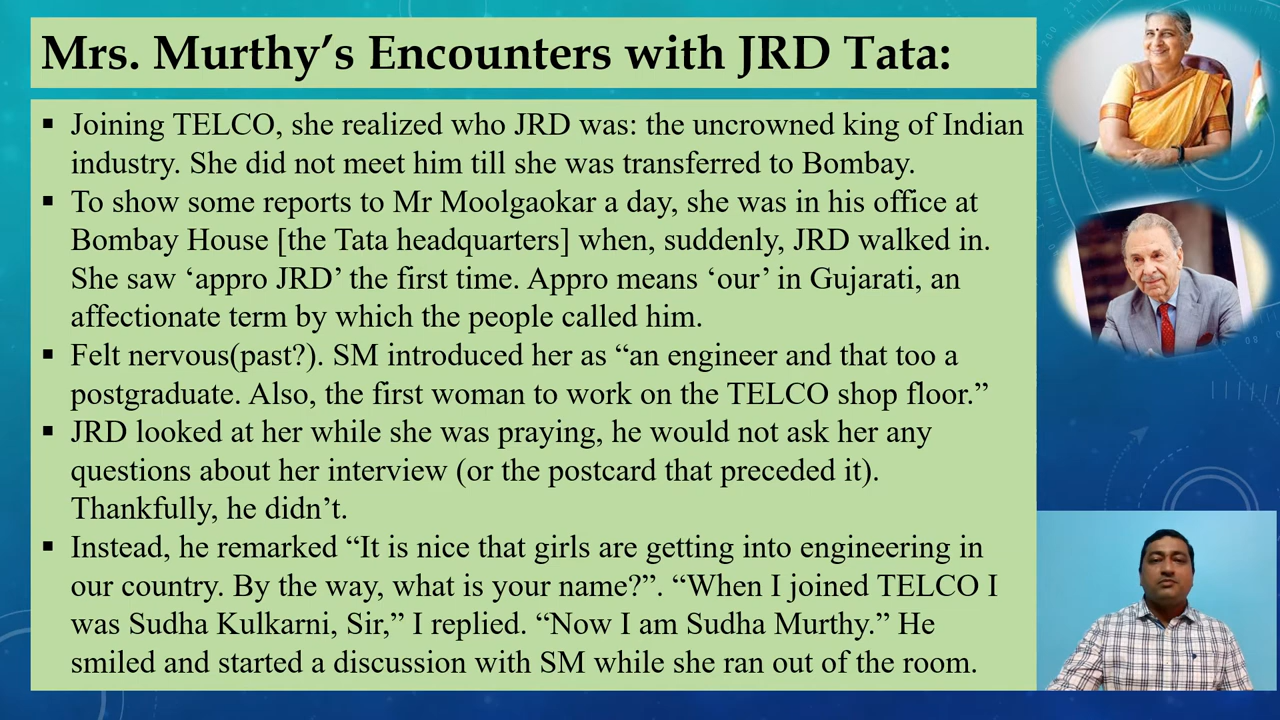 Mrs. Murthy’s Encounters with JRD Tata:
▪ Joining TELCO, she realized who JRD was: the uncrowned king of Indian
industry. She did not meet him till she was transferred to Bombay.
▪ To show some reports to Mr Moolgaokar a day, she was in his office at
Bombay House [the Tata headquarters] when, suddenly, JRD walked in.
She saw ‘appro JRD’ the first time. Appro means ‘our’ in Gujarati, an
affectionate term by which the people called him.
▪ Felt nervous(past?). SM introduced her as “an engineer and that too a
postgraduate. Also, the first woman to work on the TELCO shop floor.”
▪ JRD looked at her while she was praying, he would not ask her any
questions about her interview (or the postcard that preceded it).
Thankfully, he didn’t.
▪ Instead, he remarked “It is nice that girls are getting into engineering in
our country. By the way, what is your name?”. “When I joined TELCO I
was Sudha Kulkarni, Sir,” I replied. “Now I am Sudha Murthy.” He
smiled and started a discussion with SM while she ran out of the room.